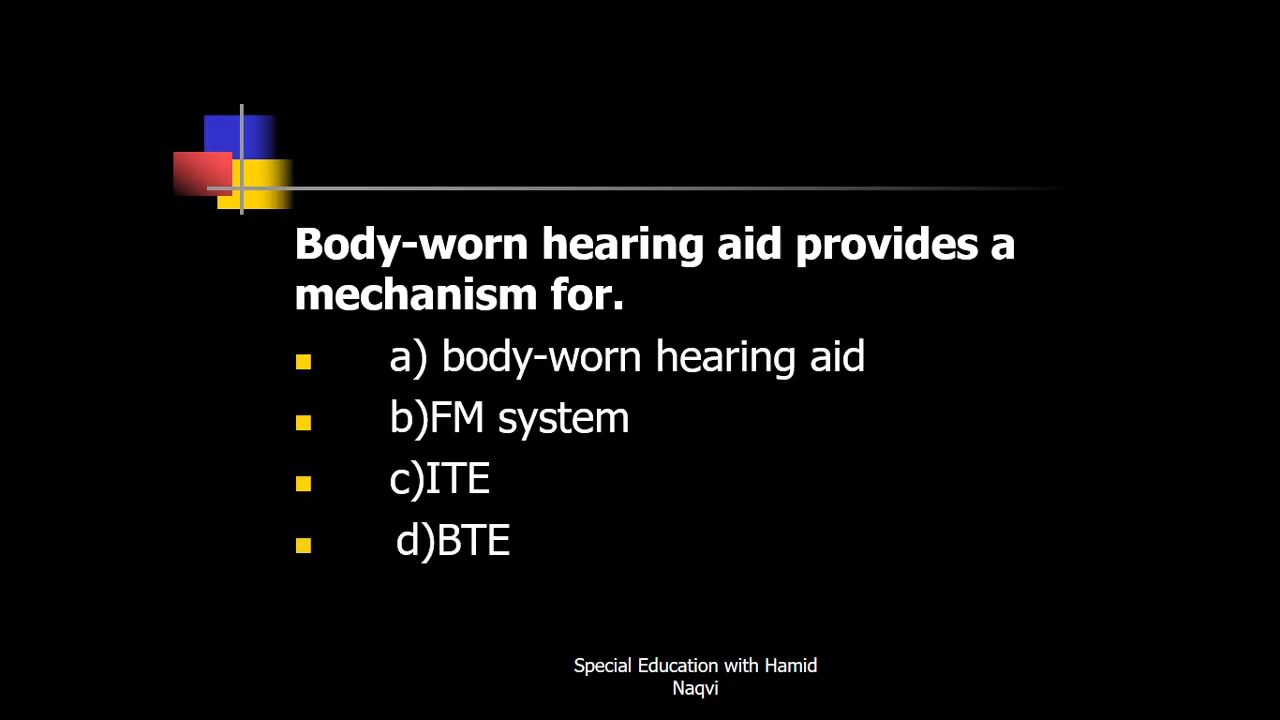 Body-worn hearing aid provides a
mechanism for.
a) body-worn hearing aid
b)FM system
c)ITE
d)BTE
Special Education with Hamid
Naqvi